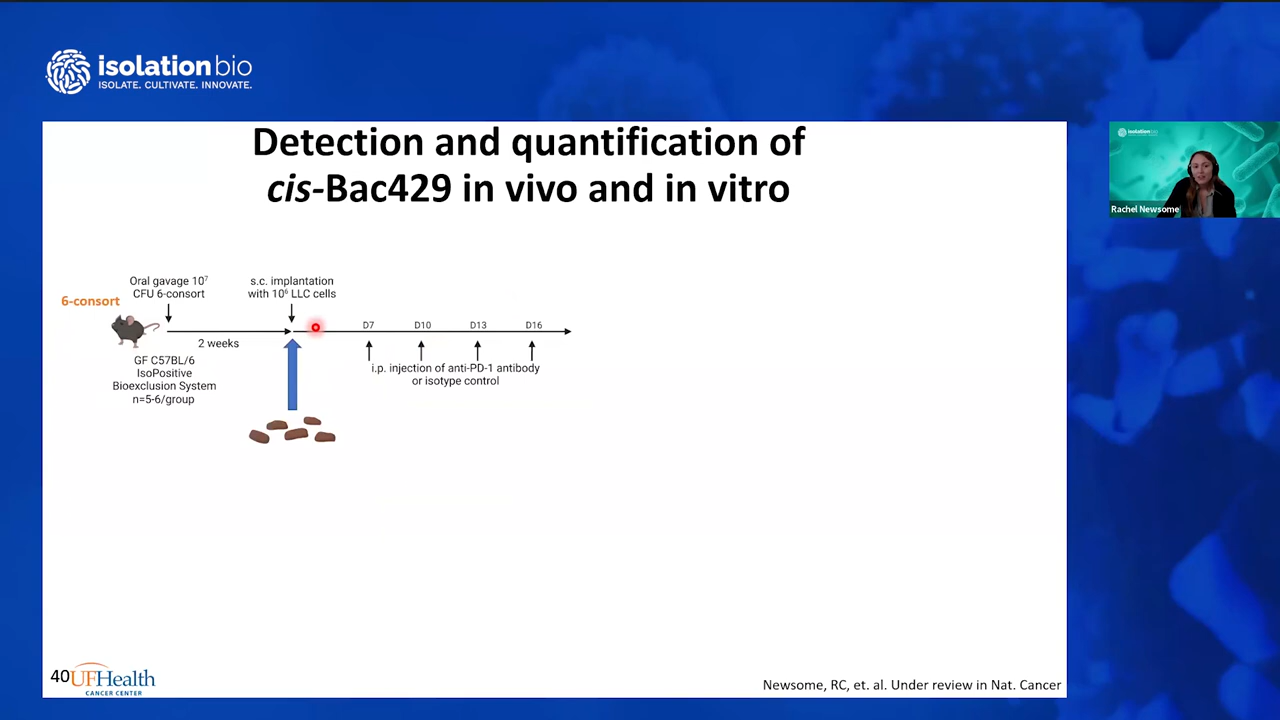 isolation bio
ISOLATE. CULTIVATE. INNOVATE.
Detection and quantification of
cis-Bac429 in vivo and in vitro
isolation bio
Rachel Newsome
6-consort
Oral gavage 10⁷
CFU 6-consort
s.c. implantation
with 10⁶ LLC cells
2 weeks
D7 D10 D13 D16
GF C57BL/6
IsoPositive
Bioexclusion System
n=5-6/group
i.p. injection of anti-PD-1 antibody
or isotype control
40
UFHealth
CANCER CENTER
Newsome, RC, et. al. Under review in Nat. Cancer